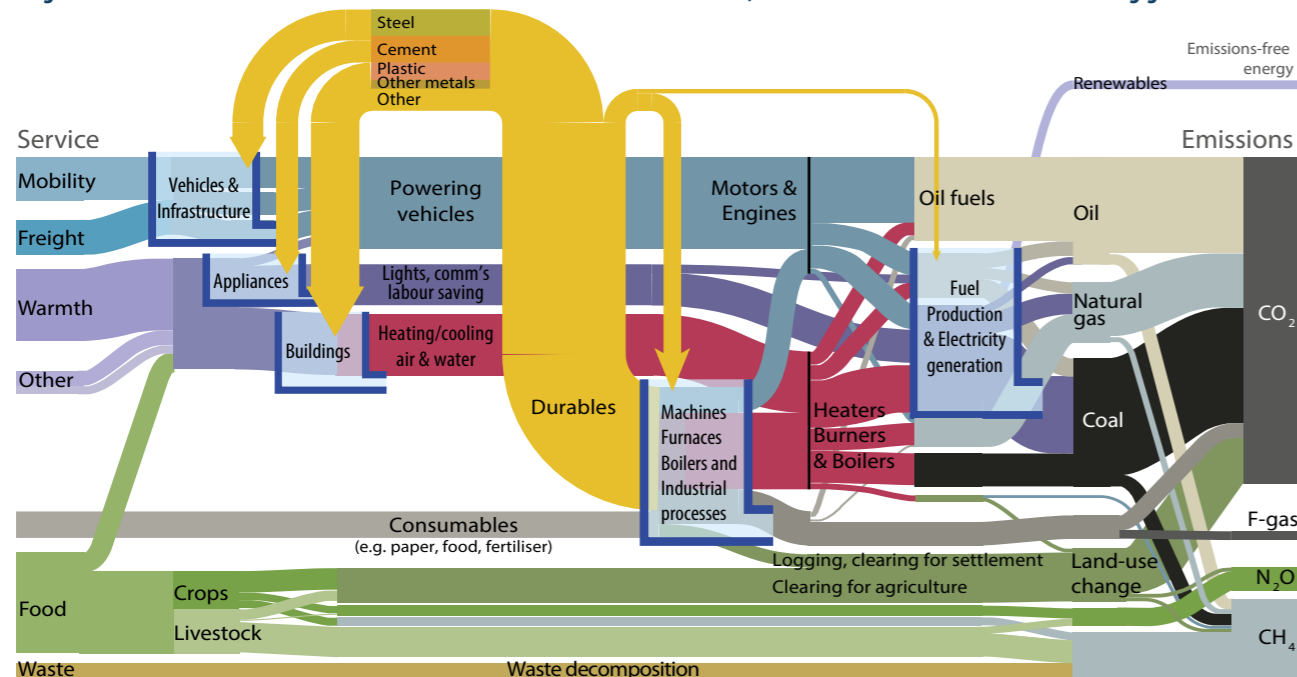 Steel
Cement
Plastic
Other metals
Other
Emissions-free
energy
Renewables
Service
Emissions
Mobility
Vehicles &
Infrastructure
Powering
vehicles
Motors &
Engines
Oil fuels
Oil
Freight
Warmth
Appliances
Lights, comm's
labour saving
Fuel
Production
& Electricity
generation
Natural
gas
CO2
Other
Buildings
Heating/cooling
air & water
Durables
Machines
Furnaces
Boilers and
Industrial
processes
Heaters
Burners
& Boilers
Coal
Consumables
(e.g. paper, food, fertiliser)
F-gas
Logging, clearing for settlement
Clearing for agriculture
Land-use
change
N2O
Food
Crops
Livestock
CH4
Waste
Waste decomposition